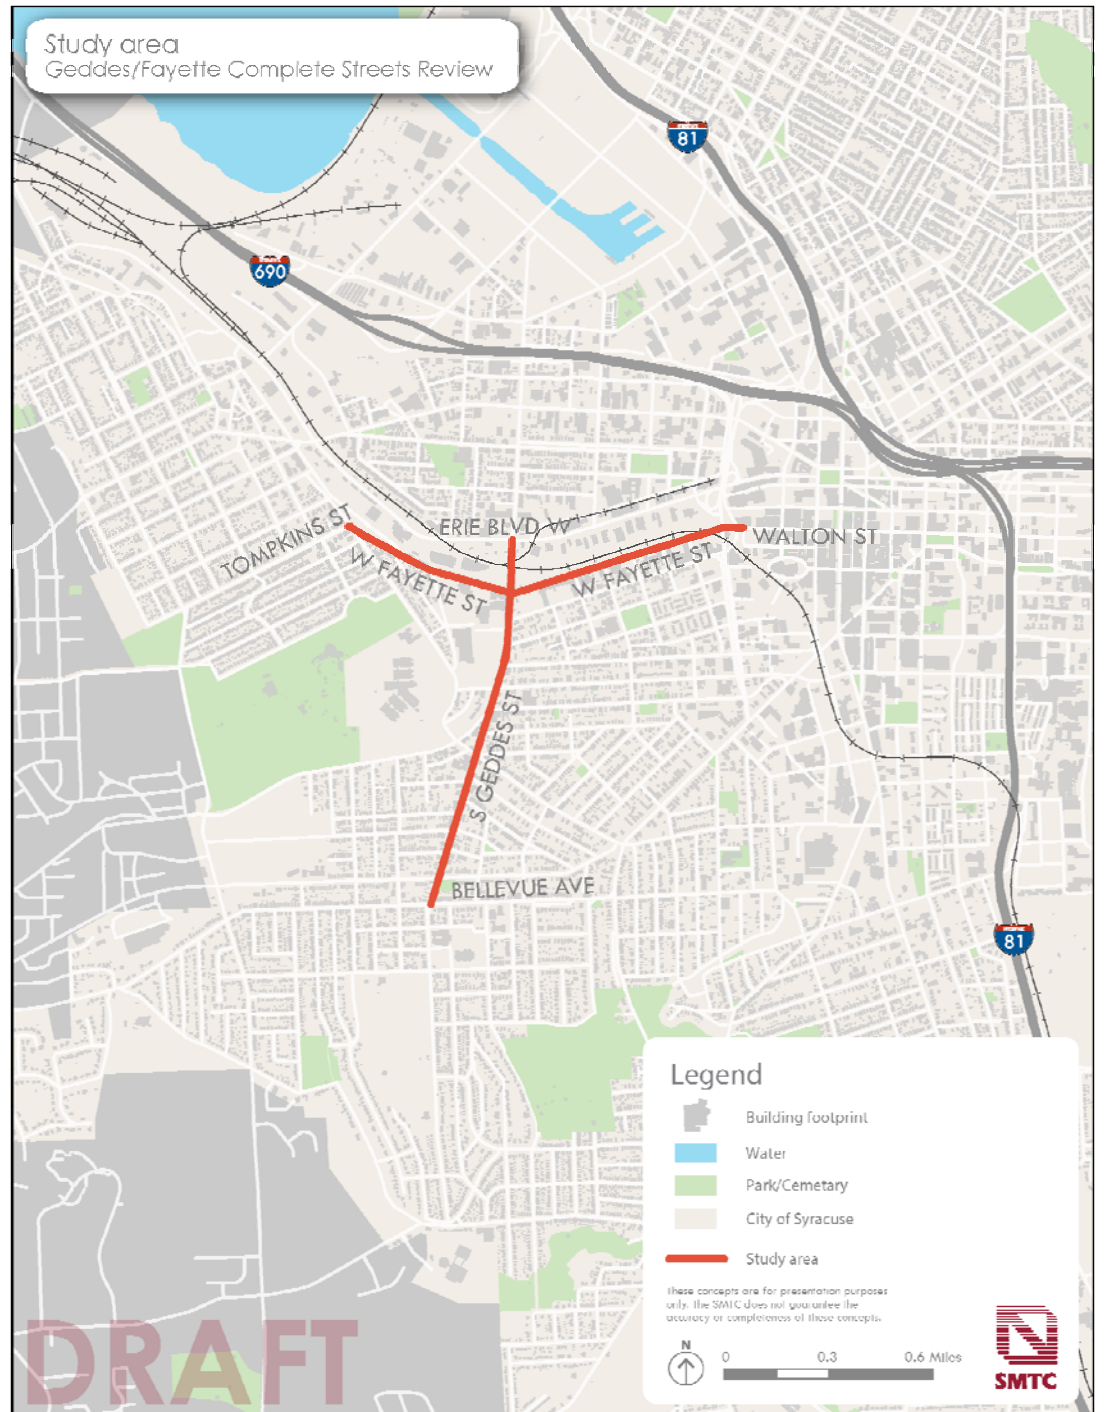 Study area
Geddes/Fayette Complete Streets Review
81
690
TOMPKINS ST
ERIE BLVD W
WALTON ST
W FAYETTE ST
W FAYETTE ST
S GEDDES ST
BELLEVUE AVE
81
Legend
Building footprint
Water
Park/Cemetary
City of Syracuse
Study area
These concepts are for presentation purposes
only. The SMTC does not guarantee the
accuracy or completeness of these concepts.
N
0 0.3 0.6 Miles
SMTC
DRAFT